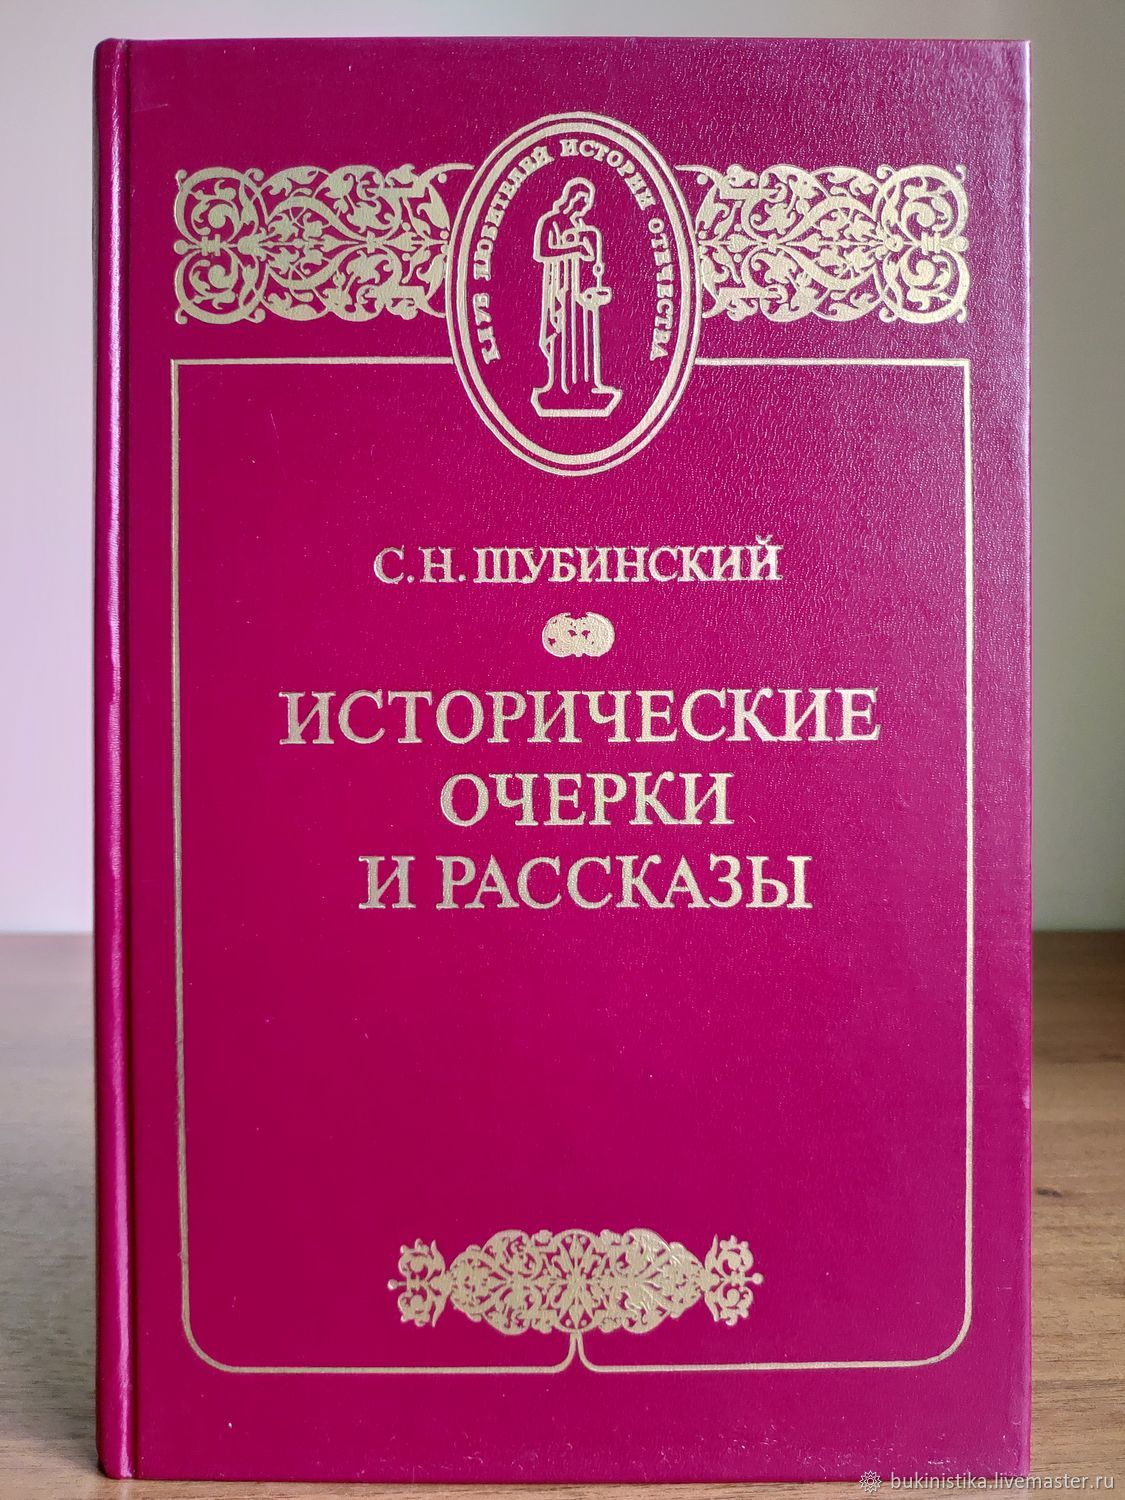 КЛУБ ЛЮБИТЕЛЕЙ ИСТОРИИ ОТЕЧЕСТВА
С. Н. ШУБИНСКИЙ
ИСТОРИЧЕСКИЕ
ОЧЕРКИ
И РАССКАЗЫ
bukinistika.livemaster.ru